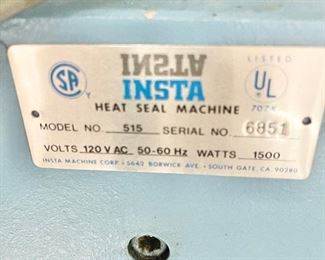 LISTED
SA
INSTA
UL
INSTA
HEAT SEAL MACHINE
MODEL NO. 515 SERIAL NO. 6851
VOLTS 120 V AC 50-60 Hz WATTS 1500
INSTA MACHINE CORP. • 5642 BORWICK AVE. • SOUTH GATE, CA. 90280